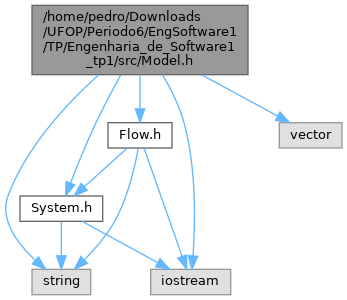 /home/pedro/Downloads
/UFOP/Periodo6/EngSoftware1
/TP/Engenharia_de_Software1
_tp1/src/Model.h
Flow.h
vector
System.h
string
iostream